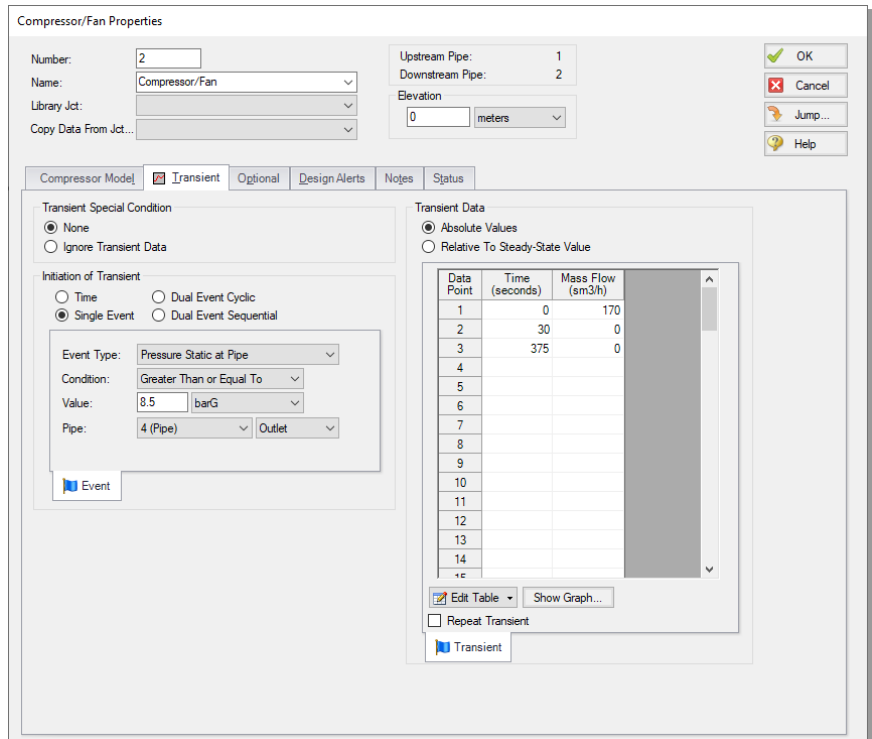 Compressor/Fan Properties
Number: 2
Name: Compressor/Fan
Library Jct:
Copy Data From Jct...
Upstream Pipe: 1
Downstream Pipe: 2
Elevation
0 meters
OK
Cancel
Jump...
Help
Compressor Model Transient Optional Design Alerts Notes Status
Transient Special Condition
None
Ignore Transient Data
Initiation of Transient
Time Dual Event Cyclic
Single Event Dual Event Sequential
Event Type: Pressure Static at Pipe
Condition: Greater Than or Equal To
Value: 8.5 barG
Pipe: 4 (Pipe) Outlet
Event
Transient Data
Absolute Values
Relative To Steady-State Value
Data Time Mass Flow
Point (seconds) (sm3/h)
1 0 170
2 30 0
3 375 0
4
5
6
7
8
9
10
11
12
13
14
15
Edit Table Show Graph...
Repeat Transient
Transient